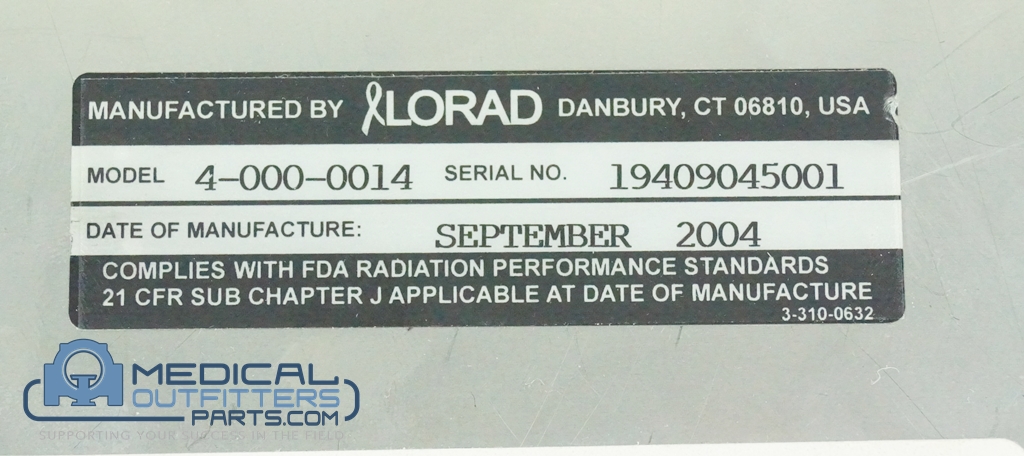 MANUFACTURED BY LORAD DANBURY, CT 06810, USA
MODEL 4-000-0014 SERIAL NO. 19409045001
DATE OF MANUFACTURE: SEPTEMBER 2004
COMPLIES WITH FDA RADIATION PERFORMANCE STANDARDS
21 CFR SUB CHAPTER J APPLICABLE AT DATE OF MANUFACTURE
3-310-0632
MEDICAL
OUTFITTERS
PARTS.COM
SUPPORTING YOUR SUCCESS IN THE FIELD